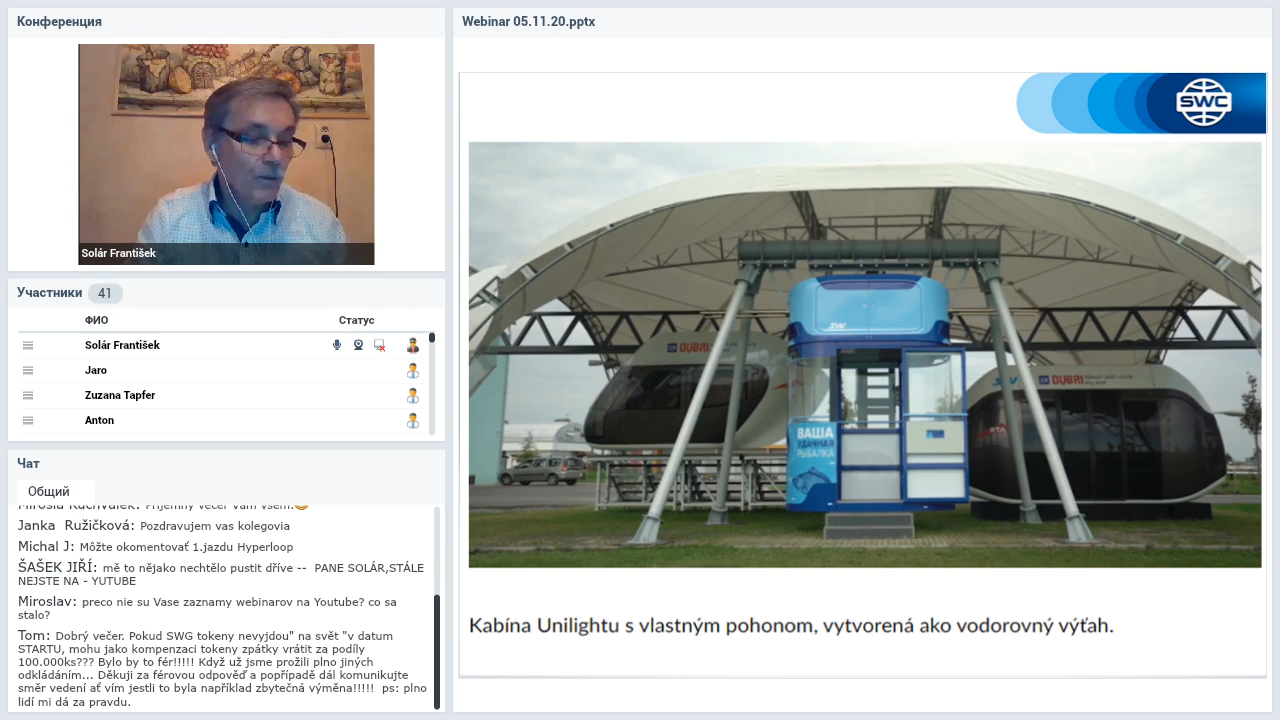 Конференция
Solár František
Участники 41
ФИО Статус
Solár František
Jaro
Zuzana Tapfer
Anton
Чат
Общий
Príjemný večer Vám všem.
Janka Ružičková: Pozdravujem vas kolegovia
Michal J: Môžte okomentovať 1.jazdu Hyperloop
ŠAŠEK JIŘÍ: mě to nějako nechtělo pustit dříve -- PANE SOLÁR,STÁLE
NEJSTE NA - YUTUBE
Miroslav: preco nie su Vase zaznamy webinarov na Youtube? co sa
stalo?
Tom: Dobrý večer. Pokud SWG tokeny nevyjdou" na svět "v datum
STARTU, mohu jako kompenzaci tokeny zpátky vrátit za podíly
100.000ks??? Bylo by to fér!!!!! Když už jsme prožili plno jiných
odkládáním... Děkuji za férovou odpověď a popřípadě dál komunikujte
směr vedení ať vím jestli to byla například zbytečná výměna!!!!! ps: plno
lidí mi dá za pravdu.
Webinar 05.11.20.pptx
SWC
DUBAI
SW
DUBAI
ВАША
УДАЧНАЯ
РЫБАЛКА
Kabína Unilightu s vlastným pohonom, vytvorená ako vodorovný výťah.